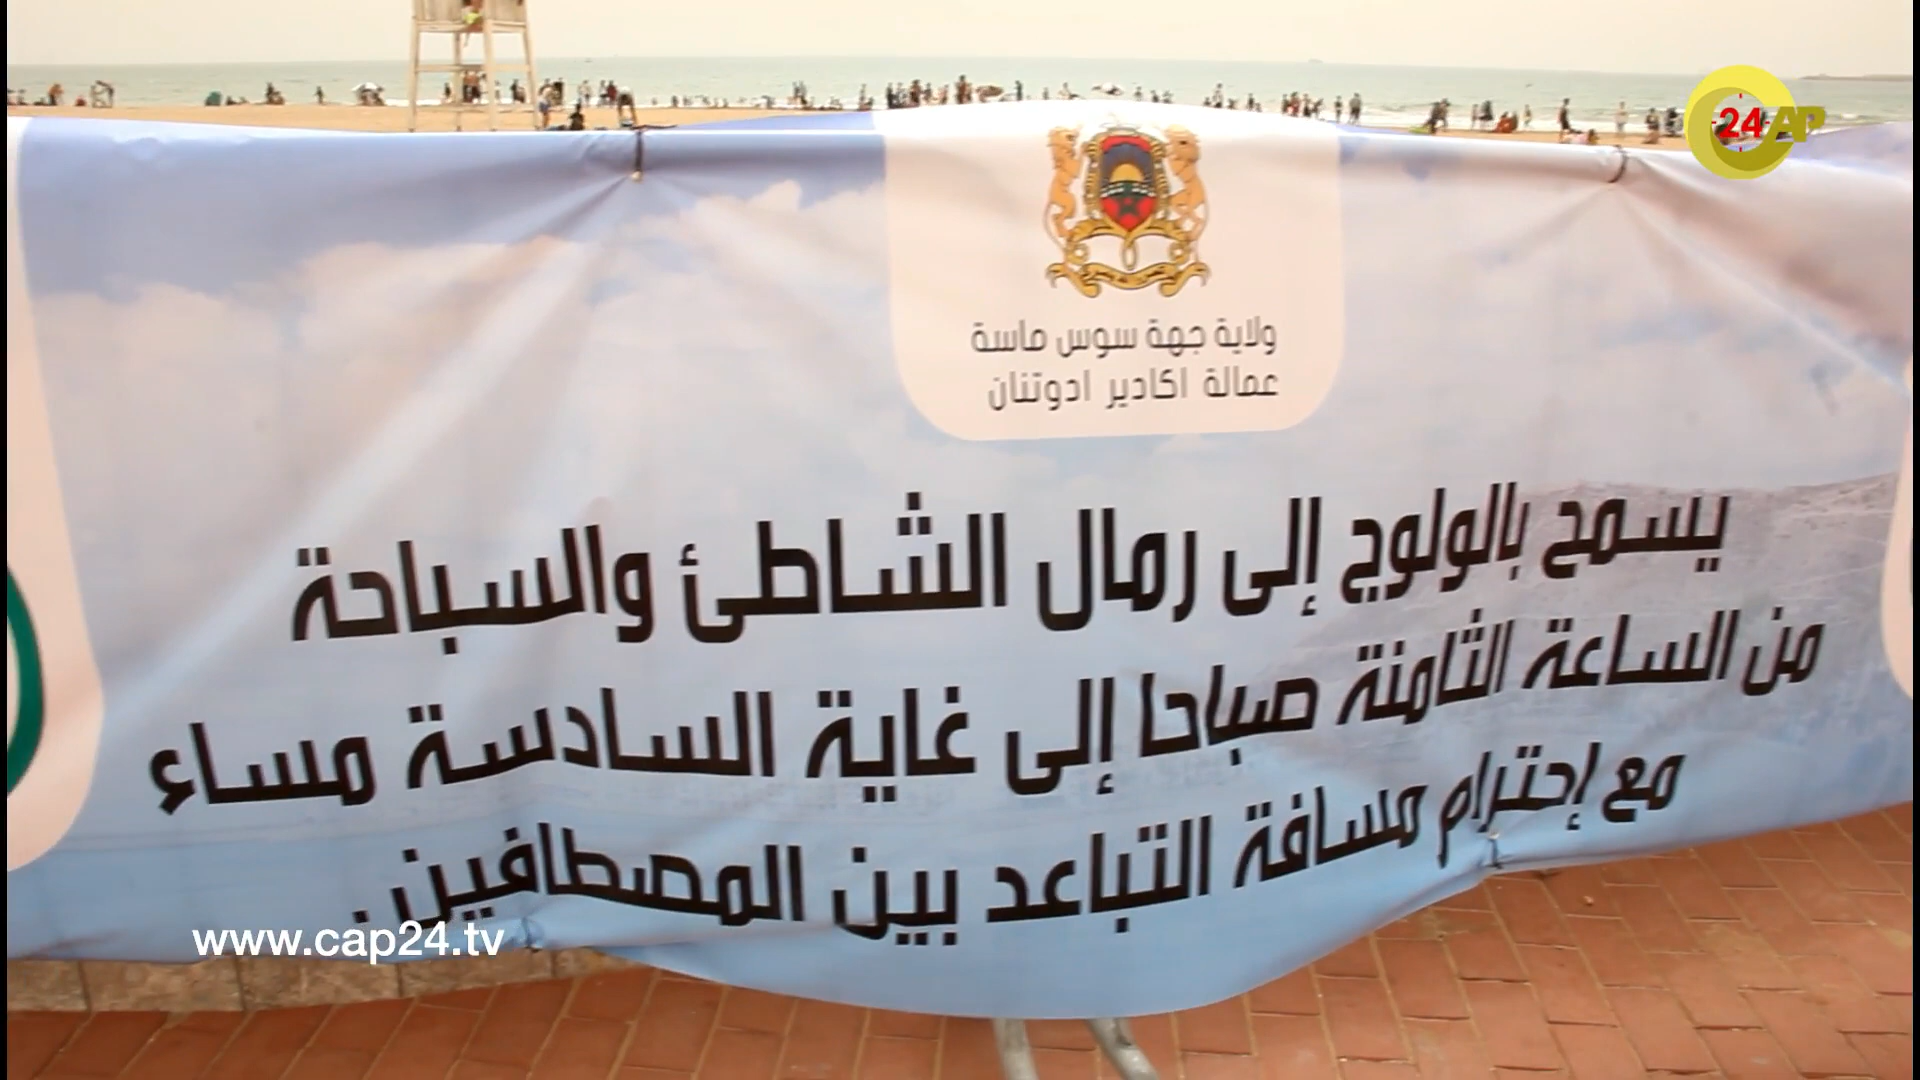 24AP
ولاية جهة سوس ماسة
عمالة اكادير ادوتنان
يسمح بالولوج إلى رمال الشاطئ والسباحة
من الساعة الثامنة صباحا إلى غاية السادسة مساء
مع إحترام مسافة التباعد بين المصطافين.
www.cap24.tv